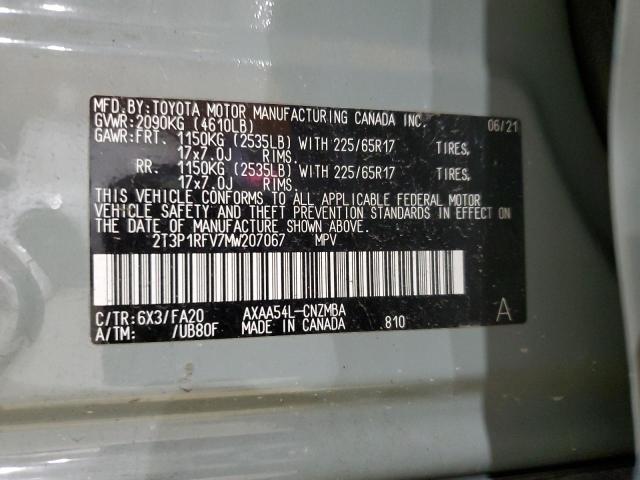 MFD.BY:TOYOTA MOTOR MANUFACTURING CANADA INC. 06/21
GVWR:2090KG (4610LB)
GAWR:FRT. 1150KG (2535LB) WITH 225/65R17 TIRES,
17x7.0J RIMS.
RR. 1150KG (2535LB) WITH 225/65R17 TIRES,
17x7.0J RIMS.
THIS VEHICLE CONFORMS TO ALL APPLICABLE FEDERAL MOTOR
VEHICLE SAFETY AND THEFT PREVENTION STANDARDS IN EFFECT ON
THE DATE OF MANUFACTURE SHOWN ABOVE.
2T3P1RFV7MW207067 MPV
C/TR:6X3/FA20 AXAA54L-CNZMBA A
A/TM: /UB80F MADE IN CANADA 810